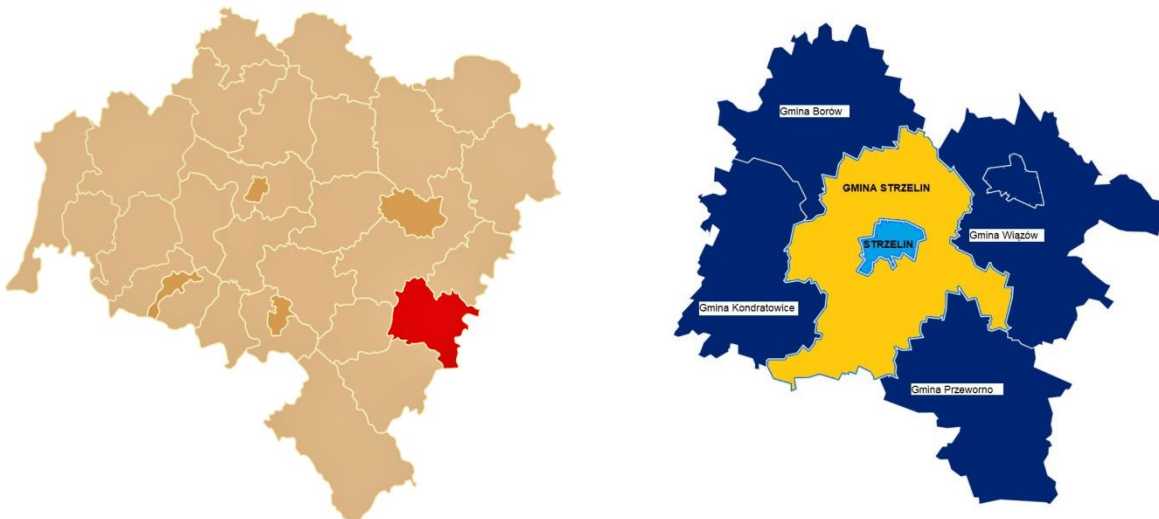 Gmina Borów
GMINA STRZELIN
Gmina Wiązów
STRZELIN
Gmina Kondratowice
Gmina Przeworno